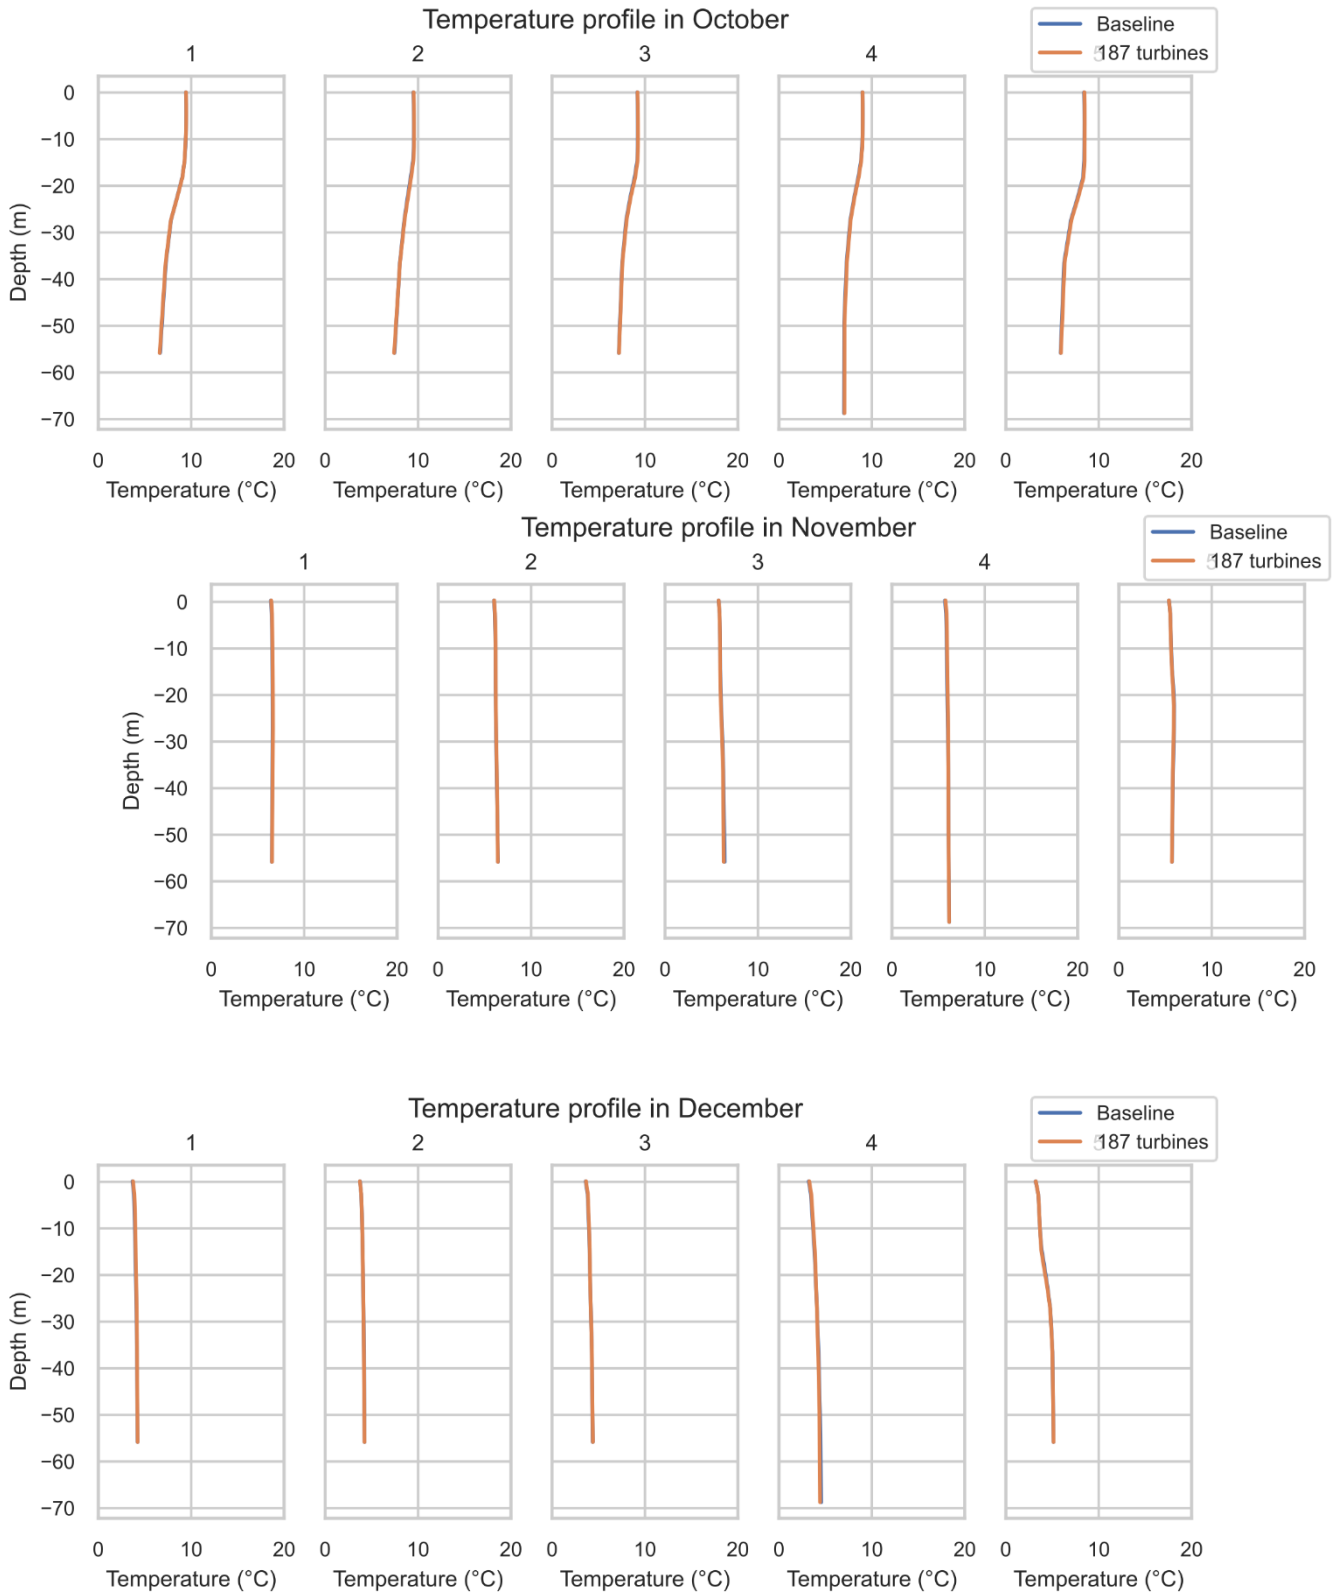 Temperature profile in October
Baseline
187 turbines
1 2 3 4 5
0
−10
−20
−30
−40
−50
−60
−70
Depth (m)
0 10 20 0 10 20 0 10 20 0 10 20 0 10 20
Temperature (°C) Temperature (°C) Temperature (°C) Temperature (°C) Temperature (°C)
Temperature profile in November
Baseline
187 turbines
1 2 3 4 5
0
−10
−20
−30
−40
−50
−60
−70
Depth (m)
0 10 20 0 10 20 0 10 20 0 10 20 0 10 20
Temperature (°C) Temperature (°C) Temperature (°C) Temperature (°C) Temperature (°C)
Temperature profile in December
Baseline
187 turbines
1 2 3 4 5
0
−10
−20
−30
−40
−50
−60
−70
Depth (m)
0 10 20 0 10 20 0 10 20 0 10 20 0 10 20
Temperature (°C) Temperature (°C) Temperature (°C) Temperature (°C) Temperature (°C)